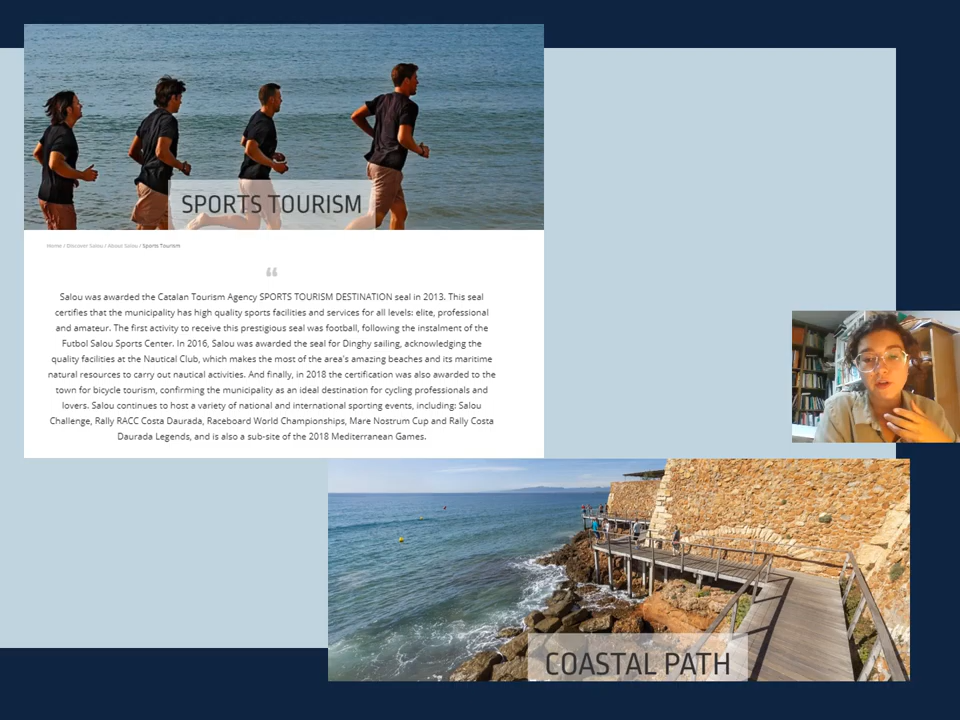 SPORTS TOURISM
Home / Discover Salou / About Salou / Sports Tourism
“
Salou was awarded the Catalan Tourism Agency SPORTS TOURISM DESTINATION seal in 2013. This seal
certifies that the municipality has high quality sports facilities and services for all levels: elite, professional
and amateur. The first activity to receive this prestigious seal was football, following the instalment of the
Futbol Salou Sports Center. In 2016, Salou was awarded the seal for Dinghy sailing, acknowledging the
quality facilities at the Nautical Club, which makes the most of the area's amazing beaches and its maritime
natural resources to carry out nautical activities. And finally, in 2018 the certification was also awarded to the
town for bicycle tourism, confirming the municipality as an ideal destination for cycling professionals and
lovers. Salou continues to host a variety of national and international sporting events, including: Salou
Challenge, Rally RACC Costa Daurada, Raceboard World Championships, Mare Nostrum Cup and Rally Costa
Daurada Legends, and is also a sub-site of the 2018 Mediterranean Games.
COASTAL PATH